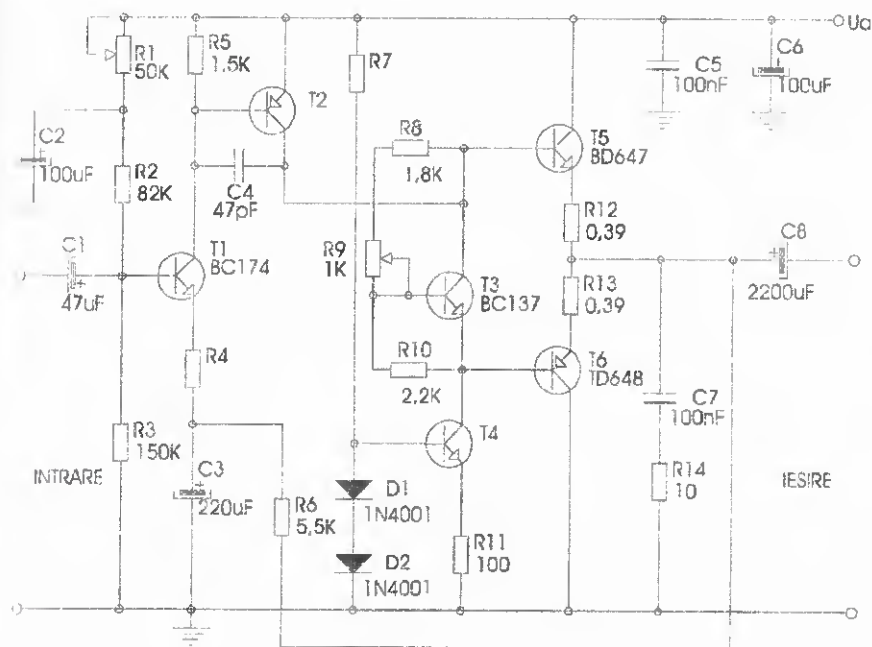 Ua
R1
50K
R5
1,5K
T2
R7
C5
100nF
C6
100uF
C2
100uF
R2
82K
C4
47pF
R8
1,8K
T5
BD647
R12
0,39
C8
2200uF
C1
47uF
T1
BC174
R9
1K
T3
BC137
R13
0,39
R4
R10
2,2K
T6
TD648
C7
100nF
R3
150K
T4
INTRARE
C3
220uF
R6
5,5K
D1
1N4001
R14
10
IESIRE
D2
1N4001
R11
100